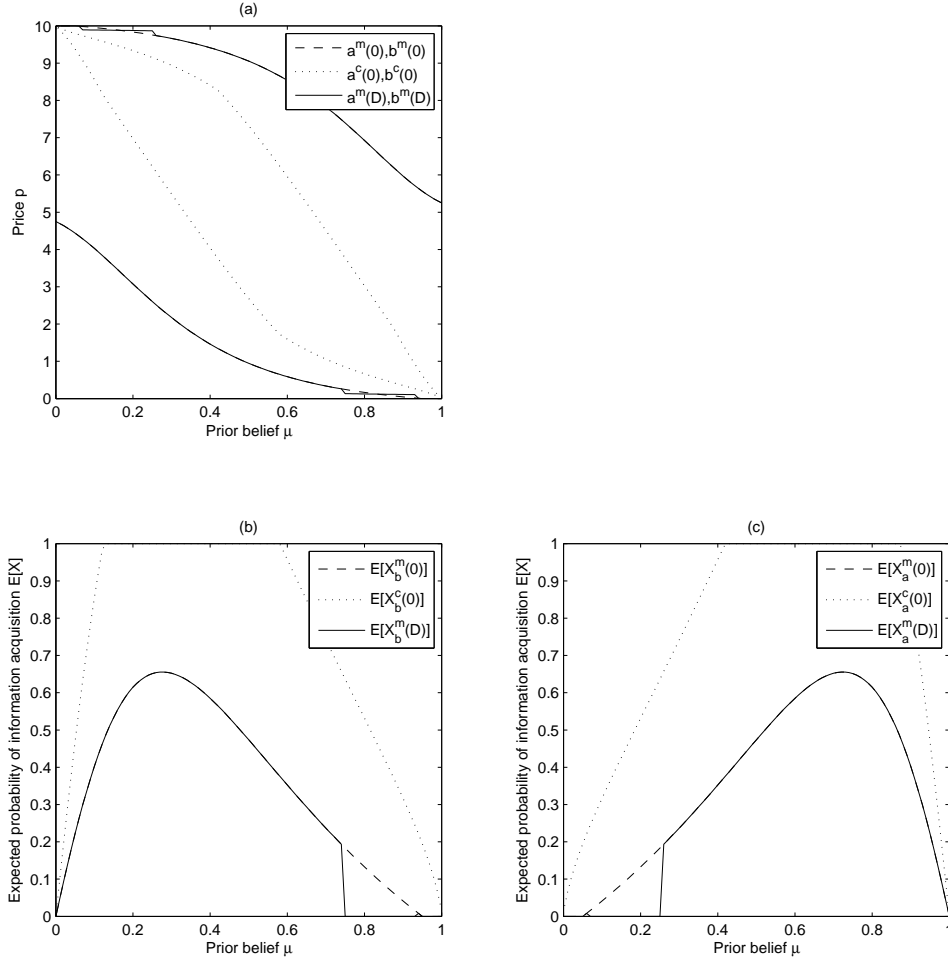 (a)
10
9
8
7
6
5
4
3
2
1
0
Price p
a^m(0),b^m(0)
a^c(0),b^c(0)
a^m(D),b^m(D)
0 0.2 0.4 0.6 0.8 1
Prior belief μ
(b)
1
0.9
0.8
0.7
0.6
0.5
0.4
0.3
0.2
0.1
0
Expected probability of information acquisition E[X]
E[X_b^m(0)]
E[X_b^c(0)]
E[X_b^m(D)]
0 0.2 0.4 0.6 0.8 1
Prior belief μ
(c)
1
0.9
0.8
0.7
0.6
0.5
0.4
0.3
0.2
0.1
0
Expected probability of information acquisition E[X]
E[X_a^m(0)]
E[X_a^c(0)]
E[X_a^m(D)]
0 0.2 0.4 0.6 0.8 1
Prior belief μ